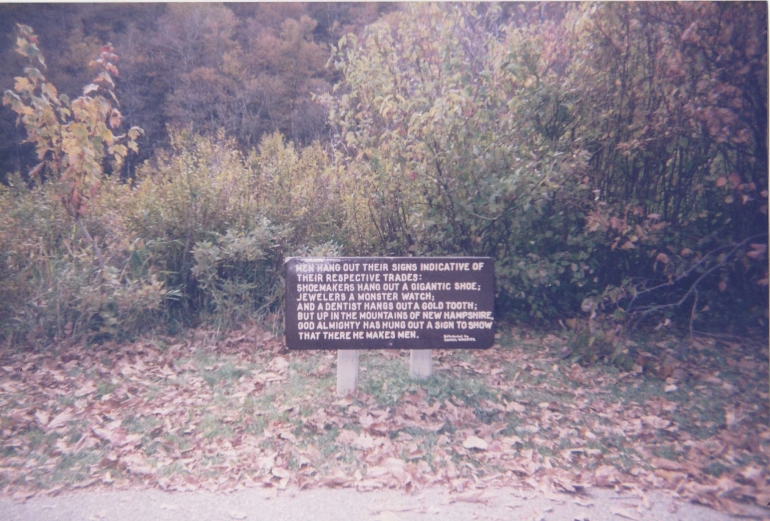 MEN HANG OUT THEIR SIGNS INDICATIVE OF
THEIR RESPECTIVE TRADES:
SHOEMAKERS HANG OUT A GIGANTIC SHOE;
JEWELERS A MONSTER WATCH;
AND A DENTIST HANGS OUT A GOLD TOOTH;
BUT UP IN THE MOUNTAINS OF NEW HAMPSHIRE,
GOD ALMIGHTY HAS HUNG OUT A SIGN TO SHOW
THAT THERE HE MAKES MEN.